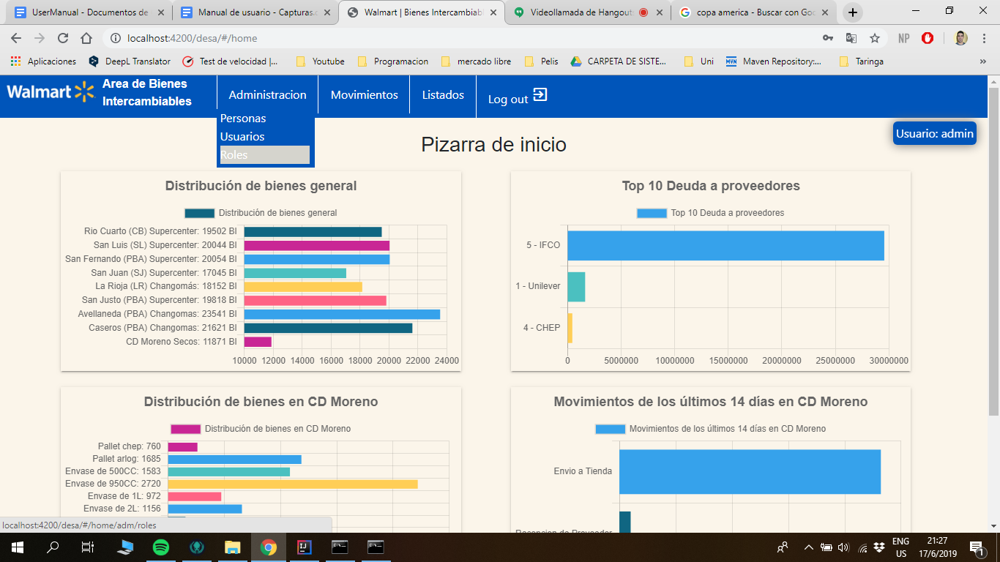 UserManual - Documentos de
Manual de usuario - Capturas.
Walmart | Bienes Intercambiabl
Videollamada de Hangout
copa america - Buscar con Goo
localhost:4200/desa/#/home
NP
Aplicaciones
DeepL Translator
Test de velocidad |...
Youtube
Programacion
mercado libre
Pelis
CARPETA DE SISTE...
Uni
Maven Repository:...
Taringa
Walmart
Area de Bienes
Intercambiables
Administracion
Movimientos
Listados
Log out
Personas
Usuarios
Roles
Usuario: admin
Pizarra de inicio
Distribución de bienes general
Distribución de bienes general
Rio Cuarto (CB) Supercenter: 19502 BI
San Luis (SL) Supercenter: 20044 BI
San Fernando (PBA) Supercenter: 20054 BI
San Juan (SJ) Supercenter: 17045 BI
La Rioja (LR) Changomás: 18152 BI
San Justo (PBA) Supercenter: 19818 BI
Avellaneda (PBA) Changomas: 23541 BI
Caseros (PBA) Changomas: 21621 BI
CD Moreno Secos: 11871 BI
10000 12000 14000 16000 18000 20000 22000 24000
Top 10 Deuda a proveedores
Top 10 Deuda a proveedores
5 - IFCO
1 - Unilever
4 - CHEP
0 5000000 10000000 15000000 20000000 25000000 30000000
Distribución de bienes en CD Moreno
Distribución de bienes en CD Moreno
Pallet chep: 760
Pallet arlog: 1685
Envase de 500CC: 1583
Envase de 950CC: 2720
Envase de 1L: 972
Envase de 2L: 1156
Movimientos de los últimos 14 días en CD Moreno
Movimientos de los últimos 14 días en CD Moreno
Envio a Tienda
Recepcion de Proveedor
localhost:4200/desa/#/home/adm/roles
ENG
US
21:27
17/6/2019
1